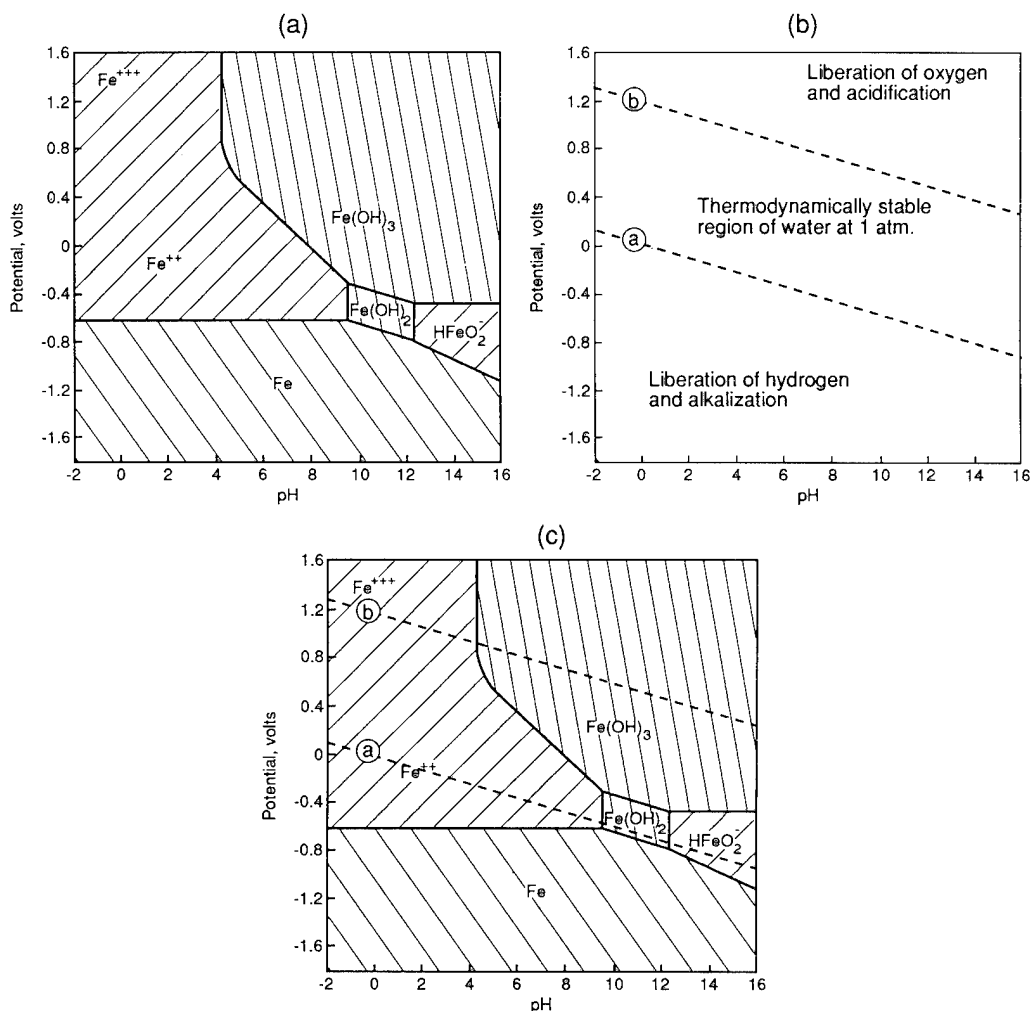 (a)
1.6
1.2
0.8
0.4
0
-0.4
-0.8
-1.2
-1.6
Potential, volts
Fe+++
Fe++
Fe(OH)3
Fe(OH)2
HFeO2-
Fe
-2 0 2 4 6 8 10 12 14 16
pH
(b)
1.6
1.2
0.8
0.4
0
-0.4
-0.8
-1.2
-1.6
Potential, volts
Liberation of oxygen
and acidification
b
Thermodynamically stable
region of water at 1 atm.
a
Liberation of hydrogen
and alkalization
-2 0 2 4 6 8 10 12 14 16
pH
(c)
1.6
1.2
0.8
0.4
0
-0.4
-0.8
-1.2
-1.6
Potential, volts
Fe+++
b
Fe(OH)3
a
Fe++
Fe(OH)2
HFeO2-
Fe
-2 0 2 4 6 8 10 12 14 16
pH